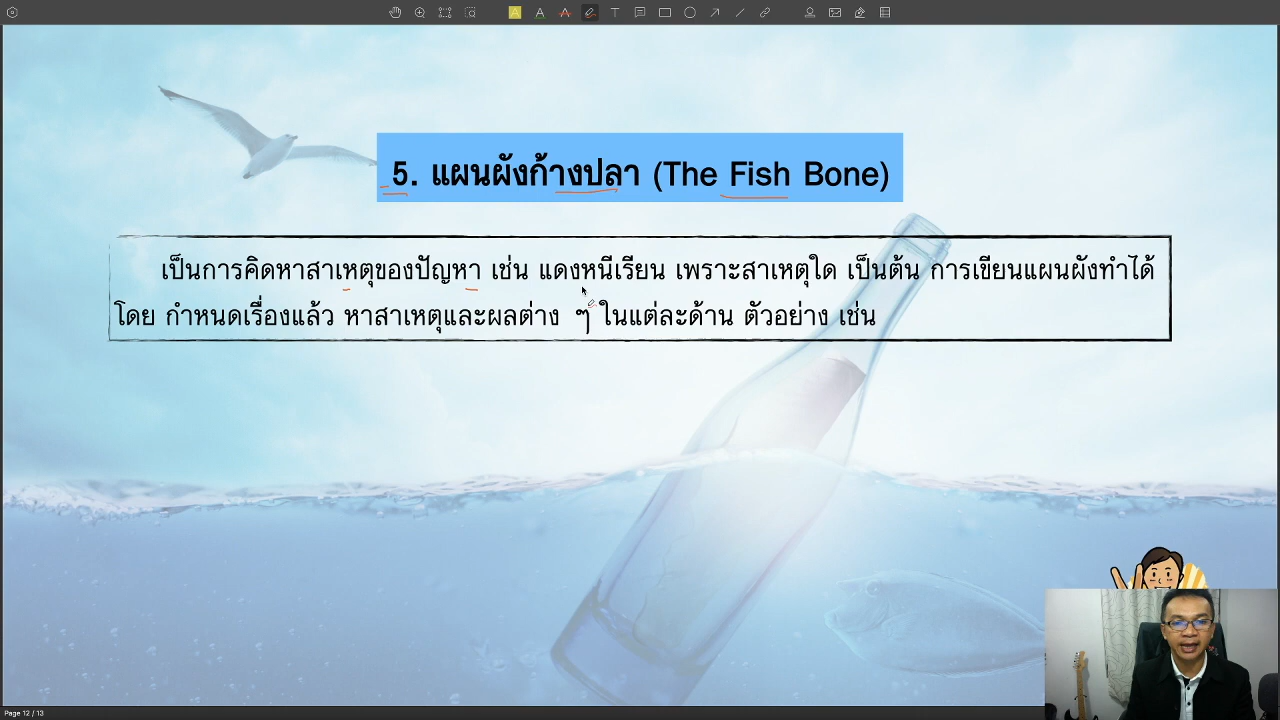 5. แผนผังก้างปลา (The Fish Bone)
เป็นการคิดหาสาเหตุของปัญหา เช่น แดงหนีเรียน เพราะสาเหตุใด เป็นต้น การเขียนแผนผังทำได้
โดย กำหนดเรื่องแล้ว หาสาเหตุและผลต่าง ๆ ในแต่ละด้าน ตัวอย่าง เช่น
Page 12 / 13